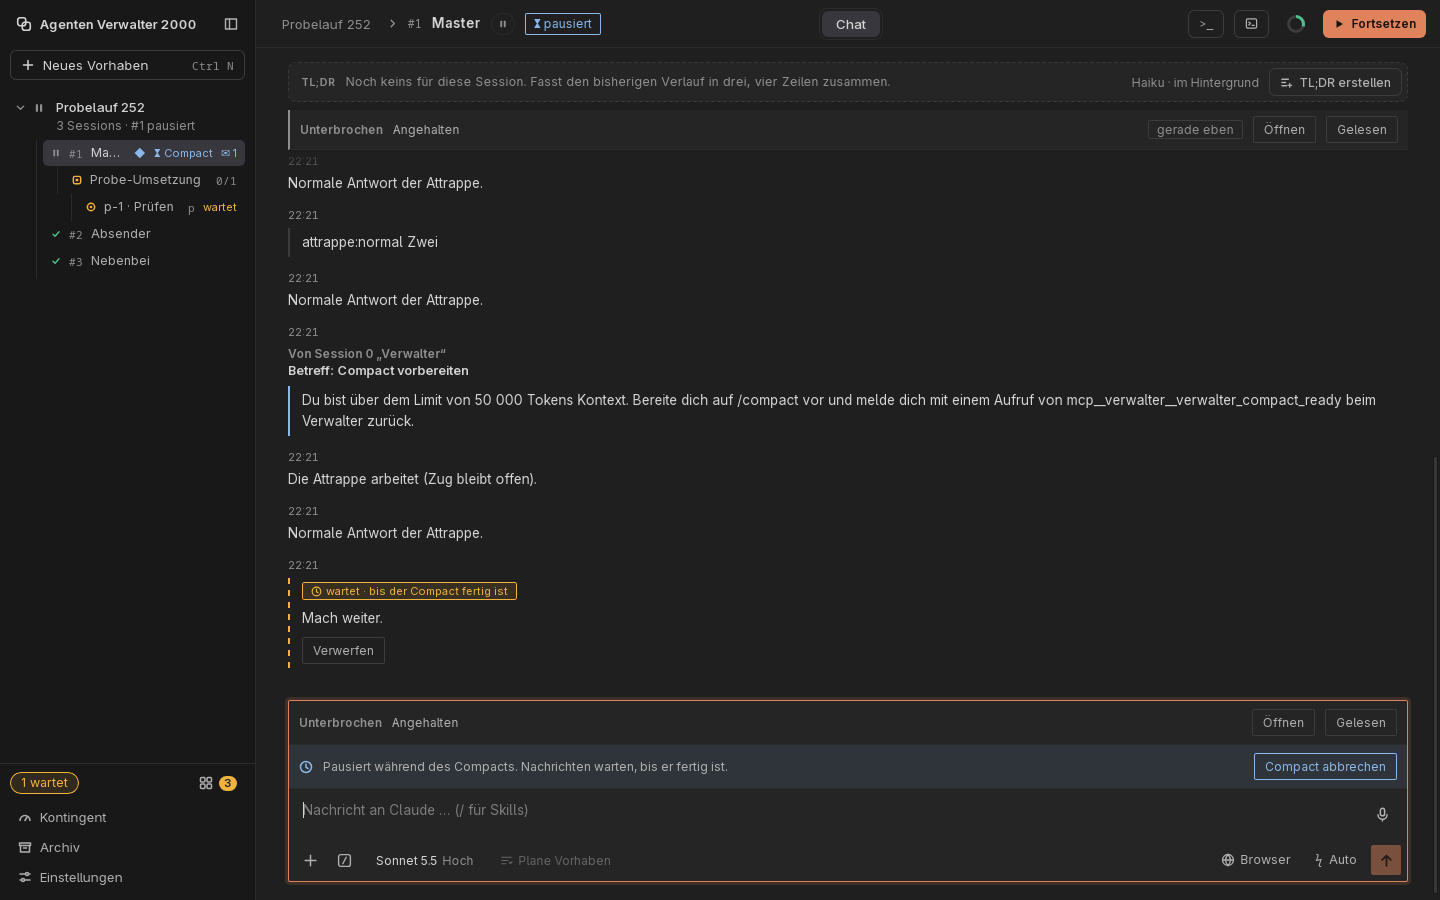 Agenten Verwalter 2000
Neues Vorhaben Ctrl N
Probelauf 252
3 Sessions · #1 pausiert
#1 Ma… Compact 1
Probe-Umsetzung 0/1
p-1 · Prüfen p wartet
#2 Absender
#3 Nebenbei
1 wartet 3
Kontingent
Archiv
Einstellungen
Probelauf 252 #1 Master pausiert Chat >_ Fortsetzen
TL;DR Noch keins für diese Session. Fasst den bisherigen Verlauf in drei, vier Zeilen zusammen. Haiku · im Hintergrund TL;DR erstellen
Unterbrochen Angehalten gerade eben Öffnen Gelesen
22:21
Normale Antwort der Attrappe.
22:21
attrappe:normal Zwei
22:21
Normale Antwort der Attrappe.
22:21
Von Session 0 „Verwalter“
Betreff: Compact vorbereiten
Du bist über dem Limit von 50 000 Tokens Kontext. Bereite dich auf /compact vor und melde dich mit einem Aufruf von mcp__verwalter__verwalter_compact_ready beim
Verwalter zurück.
22:21
Die Attrappe arbeitet (Zug bleibt offen).
22:21
Normale Antwort der Attrappe.
22:21
wartet · bis der Compact fertig ist
Mach weiter.
Verwerfen
Unterbrochen Angehalten Öffnen Gelesen
Pausiert während des Compacts. Nachrichten warten, bis er fertig ist. Compact abbrechen
Nachricht an Claude … (/ für Skills)
Sonnet 5.5 Hoch Plane Vorhaben Browser Auto